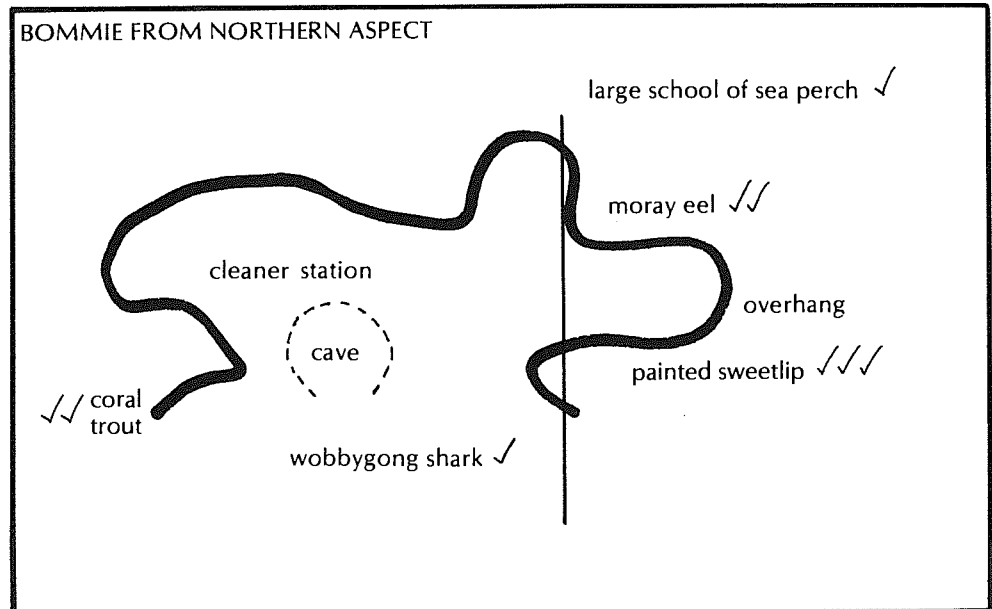 BOMMIE FROM NORTHERN ASPECT
large school of sea perch ✓
moray eel ✓✓
cleaner station
overhang
cave
painted sweetlip ✓✓✓
✓✓ coral
trout
wobbygong shark ✓